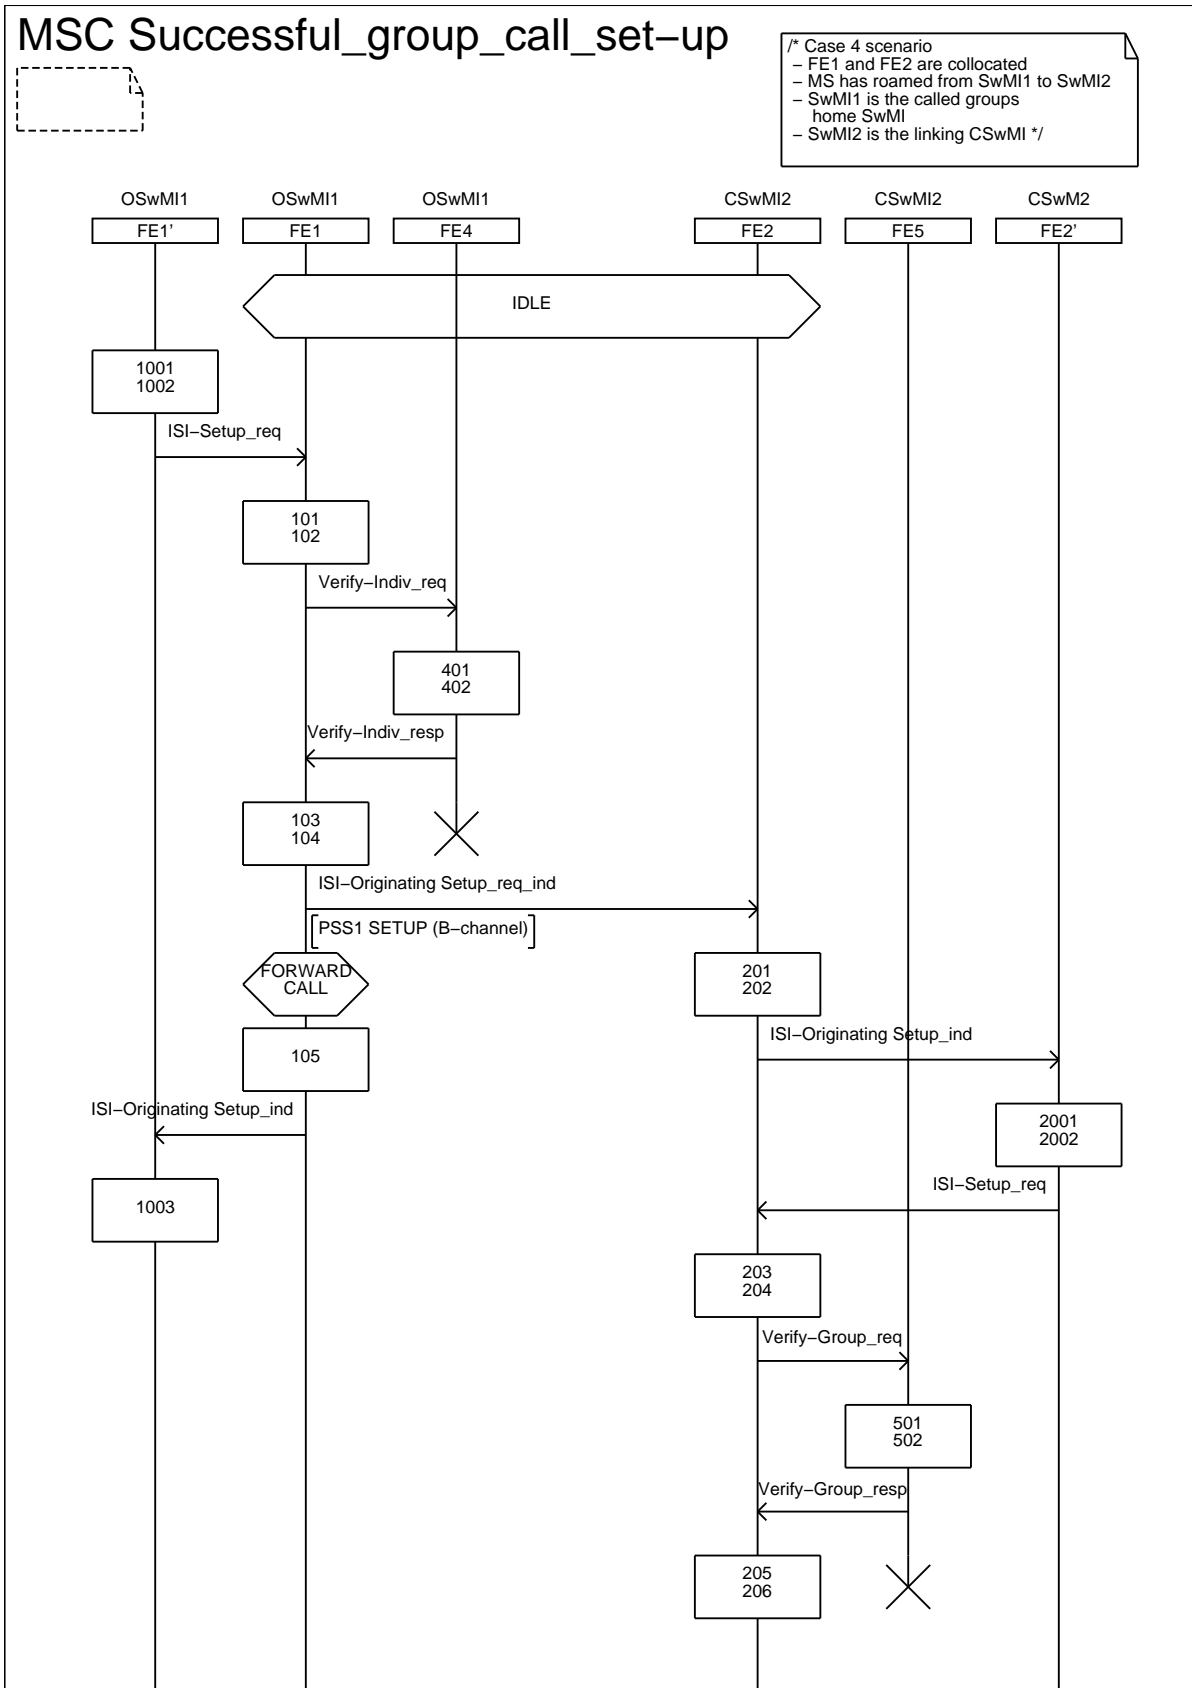 MSC Successful_group_call_set−up
/* Case 4 scenario
− FE1 and FE2 are collocated
− MS has roamed from SwMI1 to SwMI2
− SwMI1 is the called groups
home SwMI
− SwMI2 is the linking CSwMI */
OSwMI1 OSwMI1 OSwMI1 CSwMI2 CSwMI2 CSwM2
FE1' FE1 FE4 FE2 FE5 FE2'
IDLE
1001
1002
ISI−Setup_req
101
102
Verify−Indiv_req
401
402
Verify−Indiv_resp
103
104
ISI−Originating Setup_req_ind
[PSS1 SETUP (B−channel)]
FORWARD
CALL
201
202
ISI−Originating Setup_ind
105
ISI−Originating Setup_ind
2001
2002
ISI−Setup_req
1003
203
204
Verify−Group_req
501
502
Verify−Group_resp
205
206